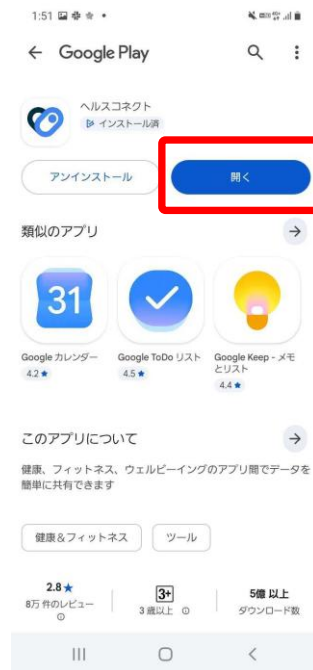 1:51
Google Play
ヘルスコネクト
インストール済
アンインストール
開く
類似のアプリ
31
Google カレンダー
4.2★
Google ToDo リスト
4.5★
Google Keep - メモ
とリスト
4.4★
このアプリについて
健康、フィットネス、ウェルビーイングのアプリ間でデータを
簡単に共有できます
健康&フィットネス
ツール
2.8★
8万 件のレビュー
3+
3 歳以上
5億 以上
ダウンロード数